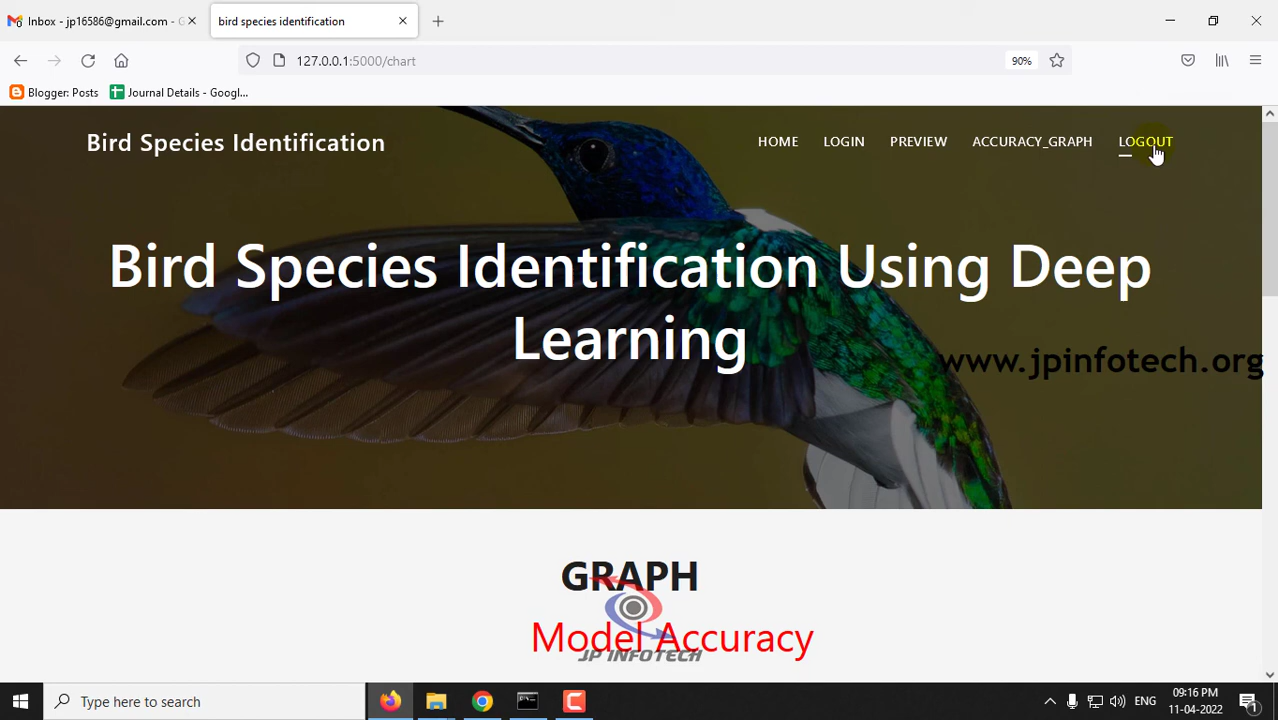 Inbox - jp16586@gmail.com - G
bird species identification
127.0.0.1:5000/chart
90%
Blogger: Posts
Journal Details - Googl...
Bird Species Identification
HOME
LOGIN
PREVIEW
ACCURACY_GRAPH
LOGOUT
Bird Species Identification Using Deep
Learning
www.jpinfotech.org
GRAPH
Model Accuracy
JP INFOTECH
Type here to search
ENG
09:16 PM
11-04-2022
1